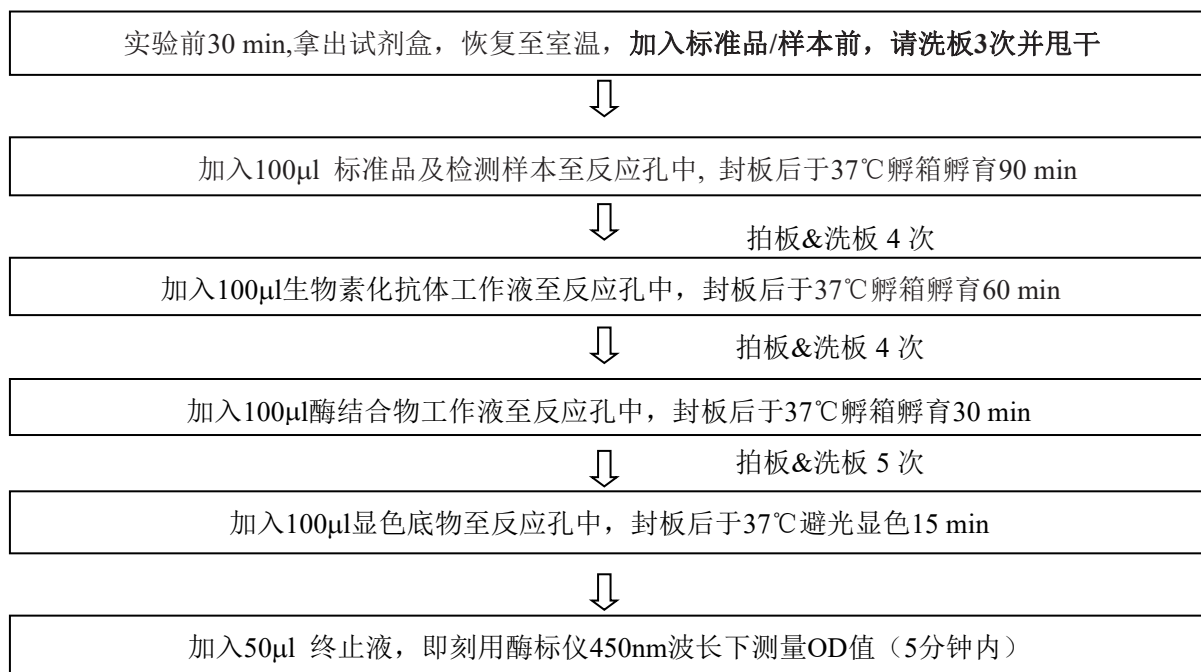 实验前30 min,拿出试剂盒，恢复至室温，加入标准品/样本前，请洗板3次并甩干
加入100μl 标准品及检测样本至反应孔中, 封板后于37℃孵箱孵育90 min
拍板&洗板 4 次
加入100μl生物素化抗体工作液至反应孔中，封板后于37℃孵箱孵育60 min
拍板&洗板 4 次
加入100μl酶结合物工作液至反应孔中，封板后于37℃孵箱孵育30 min
拍板&洗板 5 次
加入100μl显色底物至反应孔中，封板后于37℃避光显色15 min
加入50μl 终止液，即刻用酶标仪450nm波长下测量OD值（5分钟内）